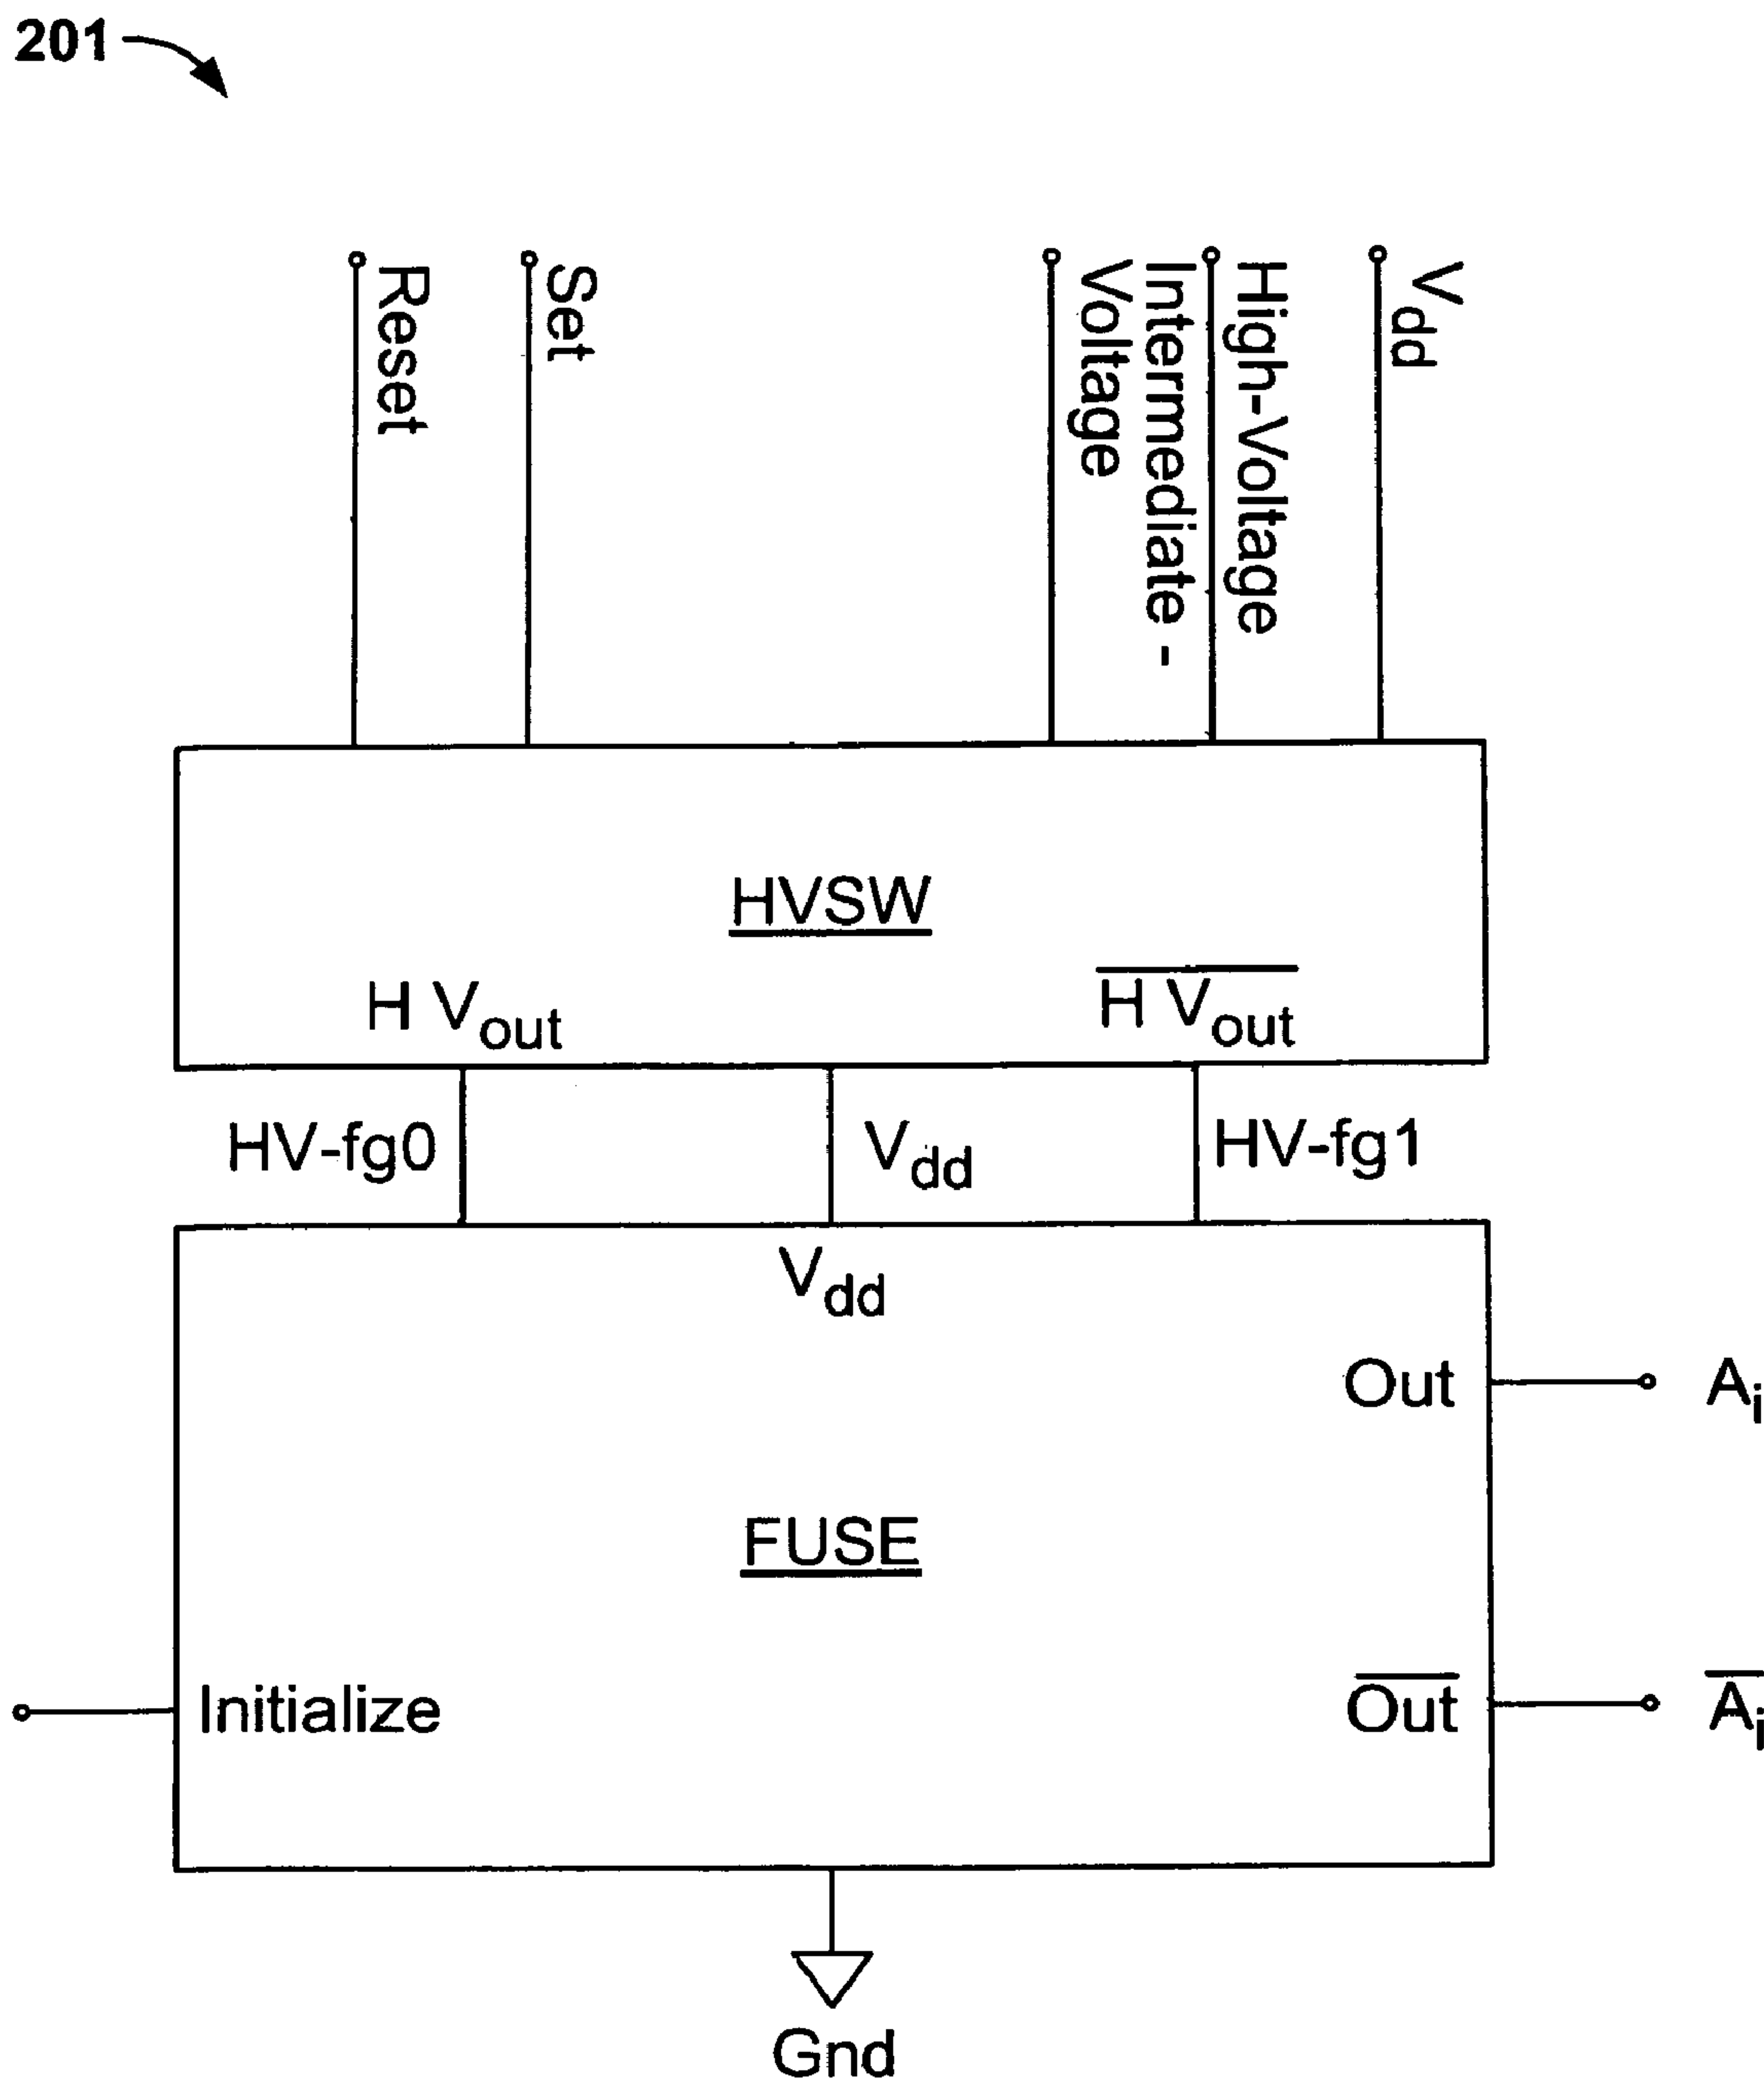 201
Reset
Set
Intermediate -
Voltage
High-Voltage
Vdd
HVSW
H Vout
H Vout
HV-fg0
Vdd
HV-fg1
Vdd
Out
Ai
FUSE
Initialize
Out
Ai
Gnd